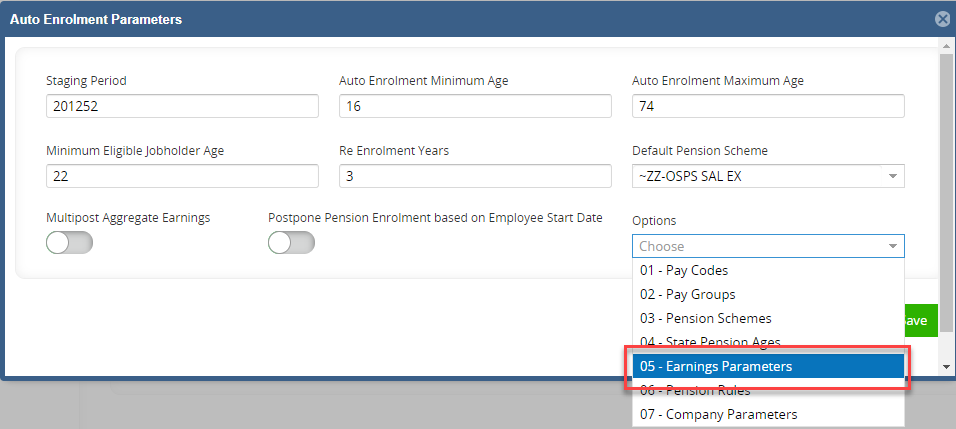 Auto Enrolment Parameters
Staging Period
Auto Enrolment Minimum Age
Auto Enrolment Maximum Age
201252
16
74
Minimum Eligible Jobholder Age
Re Enrolment Years
Default Pension Scheme
22
3
~ZZ-OSPS SAL EX
Multipost Aggregate Earnings
Postpone Pension Enrolment based on Employee Start Date
Options
Choose
01 - Pay Codes
02 - Pay Groups
03 - Pension Schemes
Save
04 - State Pension Ages
05 - Earnings Parameters
06 - Pension Rules
07 - Company Parameters